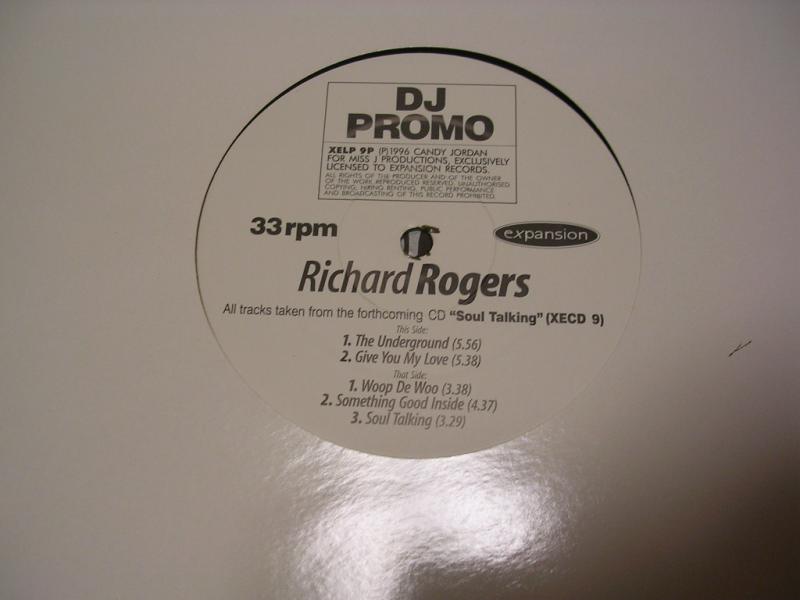 DJ
PROMO
XELP 9P (P)1996 CANDY JORDAN
FOR MISS J PRODUCTIONS, EXCLUSIVELY
LICENSED TO EXPANSION RECORDS.
ALL RIGHTS OF THE PRODUCER AND OF THE OWNER
OF THE WORK REPRODUCED RESERVED. UNAUTHORISED
COPYING, HIRING RENTING, PUBLIC PERFORMANCE
AND BROADCASTING OF THIS RECORD PROHIBITED.
33 rpm
expansion
Richard Rogers
All tracks taken from the forthcoming CD "Soul Talking" (XECD 9)
This Side:
1. The Underground (5.56)
2. Give You My Love (5.38)
That Side:
1. Woop De Woo (3.38)
2. Something Good Inside (4.37)
3. Soul Talking (3.29)